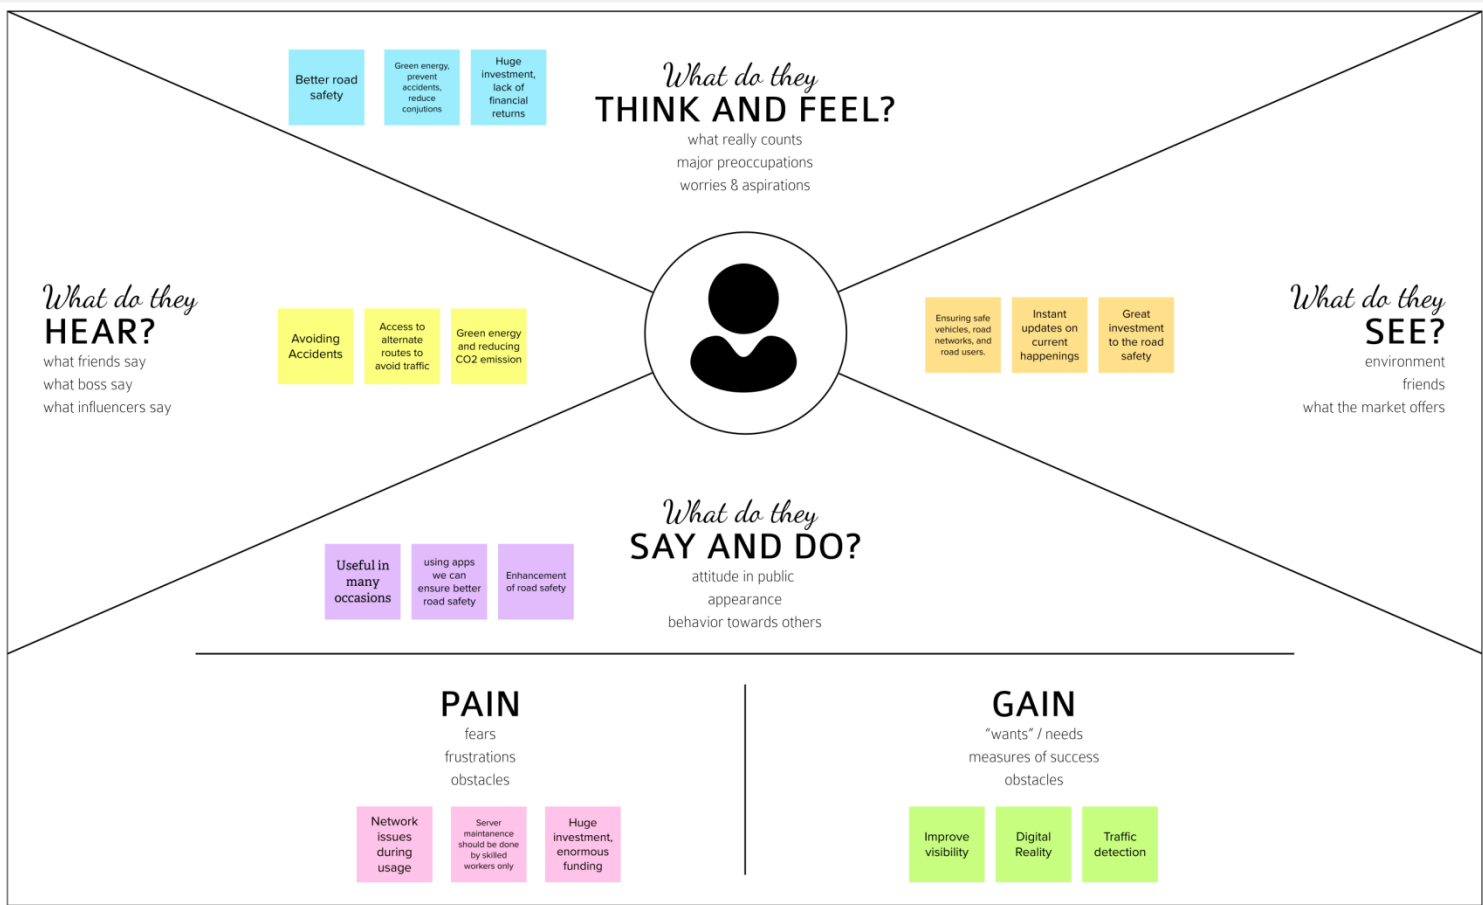 Better road
safety
Green energy,
prevent
accidents,
reduce
conjutions
Huge
investment,
lack of
financial
returns
What do they
THINK AND FEEL?
what really counts
major preoccupations
worries & aspirations
What do they
HEAR?
what friends say
what boss say
what influencers say
Avoiding
Accidents
Access to
alternate
routes to
avoid traffic
Green energy
and reducing
CO2 emission
Ensuring safe
vehicles, road
networks, and
road users.
Instant
updates on
current
happenings
Great
investment
to the road
safety
What do they
SEE?
environment
friends
what the market offers
What do they
SAY AND DO?
attitude in public
appearance
behavior towards others
Useful in
many
occasions
using apps
we can
ensure better
road safety
Enhancement
of road safety
PAIN
fears
frustrations
obstacles
Network
issues
during
usage
Server
maintanence
should be done
by skilled
workers only
Huge
investment,
enormous
funding
GAIN
“wants” / needs
measures of success
obstacles
Improve
visibility
Digital
Reality
Traffic
detection